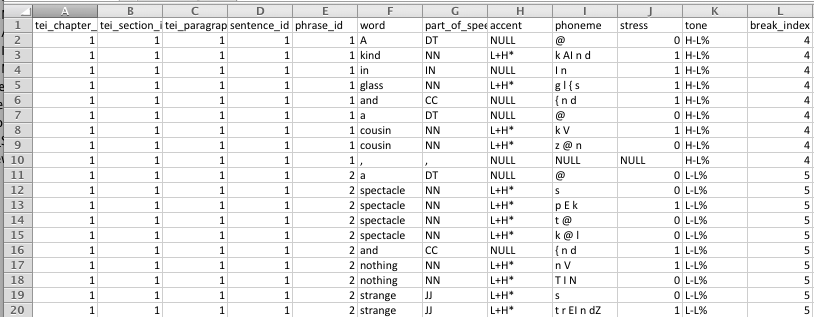 A B C D E F G H I J K L
1 tei_chapter_ tei_section_i tei_paragrap sentence_id phrase_id word part_of_spee accent phoneme stress tone break_index
2 1 1 1 1 1 A DT NULL @ 0 H-L% 4
3 1 1 1 1 1 kind NN L+H* k AI n d 1 H-L% 4
4 1 1 1 1 1 in IN NULL I n 1 H-L% 4
5 1 1 1 1 1 glass NN L+H* g l { s 1 H-L% 4
6 1 1 1 1 1 and CC NULL { n d 1 H-L% 4
7 1 1 1 1 1 a DT NULL @ 0 H-L% 4
8 1 1 1 1 1 cousin NN L+H* k V 1 H-L% 4
9 1 1 1 1 1 cousin NN L+H* z @ n 0 H-L% 4
10 1 1 1 1 1 , , NULL NULL NULL H-L% 4
11 1 1 1 1 2 a DT NULL @ 0 L-L% 5
12 1 1 1 1 2 spectacle NN L+H* s 0 L-L% 5
13 1 1 1 1 2 spectacle NN L+H* p E k 1 L-L% 5
14 1 1 1 1 2 spectacle NN L+H* t @ 0 L-L% 5
15 1 1 1 1 2 spectacle NN L+H* k @ l 0 L-L% 5
16 1 1 1 1 2 and CC NULL { n d 1 L-L% 5
17 1 1 1 1 2 nothing NN L+H* n V 1 L-L% 5
18 1 1 1 1 2 nothing NN L+H* T I N 0 L-L% 5
19 1 1 1 1 2 strange JJ L+H* s 0 L-L% 5
20 1 1 1 1 2 strange JJ L+H* t r EI n dZ 1 L-L% 5